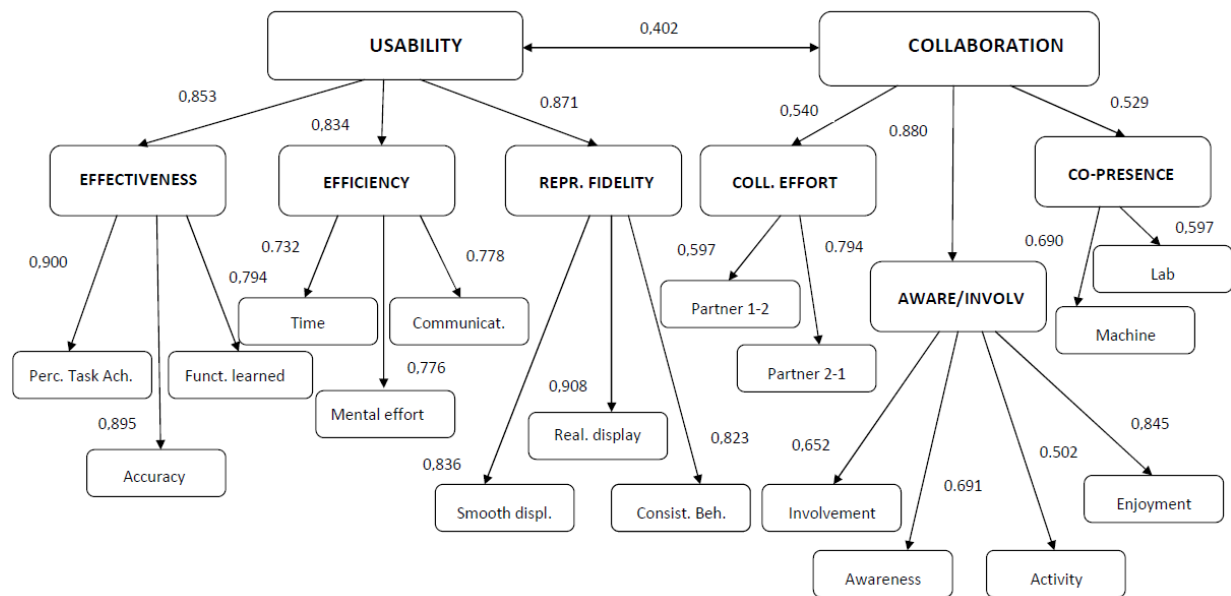 0,402
USABILITY
COLLABORATION
0,853
0,834
0.871
0,540
0.880
0.529
EFFECTIVENESS
EFFICIENCY
REPR. FIDELITY
COLL. EFFORT
CO-PRESENCE
0,900
0,794
0.732
0.778
0,597
0.794
0.690
0,597
Lab
AWARE/INVOLV
Time
Communicat.
Partner 1-2
Machine
Perc. Task Ach.
Funct. learned
0,776
Partner 2-1
0,895
Mental effort
0,908
Real. display
0,836
0,823
0,652
0.691
0.502
0,845
Accuracy
Smooth displ.
Consist. Beh.
Involvement
Enjoyment
Awareness
Activity